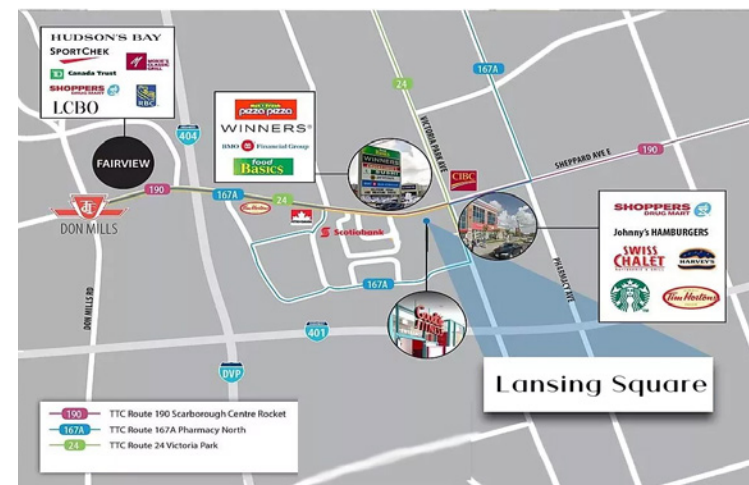 HUDSON'S BAY
SPORTCHEK
Canada Trust
SHOPPERS
DRUG MART
LCBO
RBC
FAIRVIEW
404
pizza pizza
WINNERS®
BMO Financial Group
food
Basics
WINNERS
24
167A
VICTORIA PARK AVE
CIBC
SHEPPARD AVE E
190
190
167A
24
Tim Hortons
Scotiabank
DON MILLS
DON MILLS RD
167A
401
DVP
PHARMACY AVE
SHOPPERS
DRUG MART
Johnny's HAMBURGERS
SWISS
CHALET
HARVEY'S
Tim Hortons
Lansing Square
190 TTC Route 190 Scarborough Centre Rocket
167A TTC Route 167A Pharmacy North
24 TTC Route 24 Victoria Park